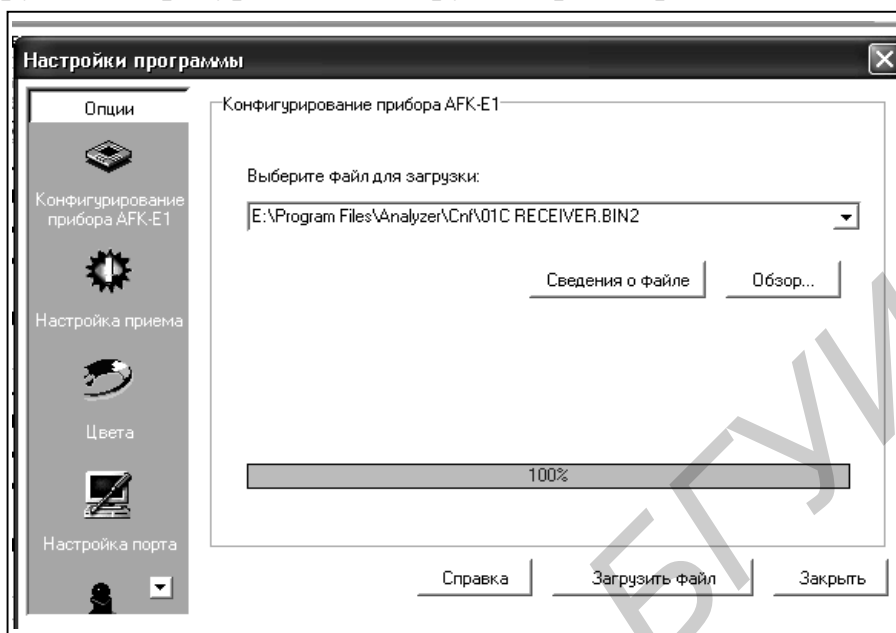 Настройки программы
Опции
Конфигурирование
прибора AFK-E1
Настройка приема
Цвета
Настройка порта
Конфигурирование прибора AFK-E1
Выберите файл для загрузки:
E:\Program Files\Analyzer\Cnf\01C RECEIVER.BIN2
Сведения о файле
Обзор...
100%
Справка
Загрузить файл
Закрыть
БГУИ